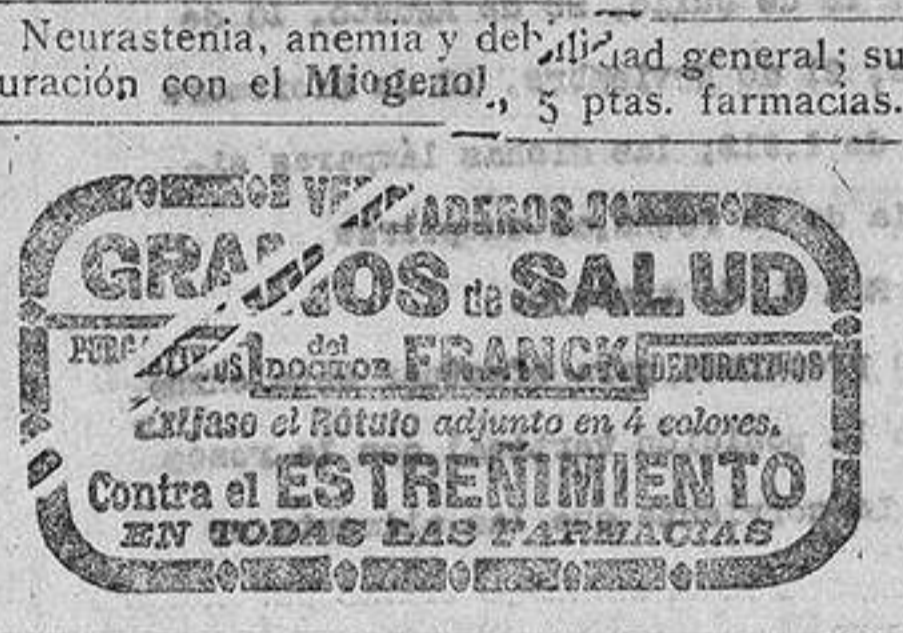 Neurastenia, anemia y debilidad general; su
uración con el Miogenol, 5 ptas. farmacias.
VERDADEROS
GRANOS de SALUD
PURGATIVOS del DOCTOR FRANCK DEPURATIVOS
Exíjase el Rótulo adjunto en 4 colores.
Contra el ESTREÑIMIENTO
EN TODAS LAS FARMACIAS